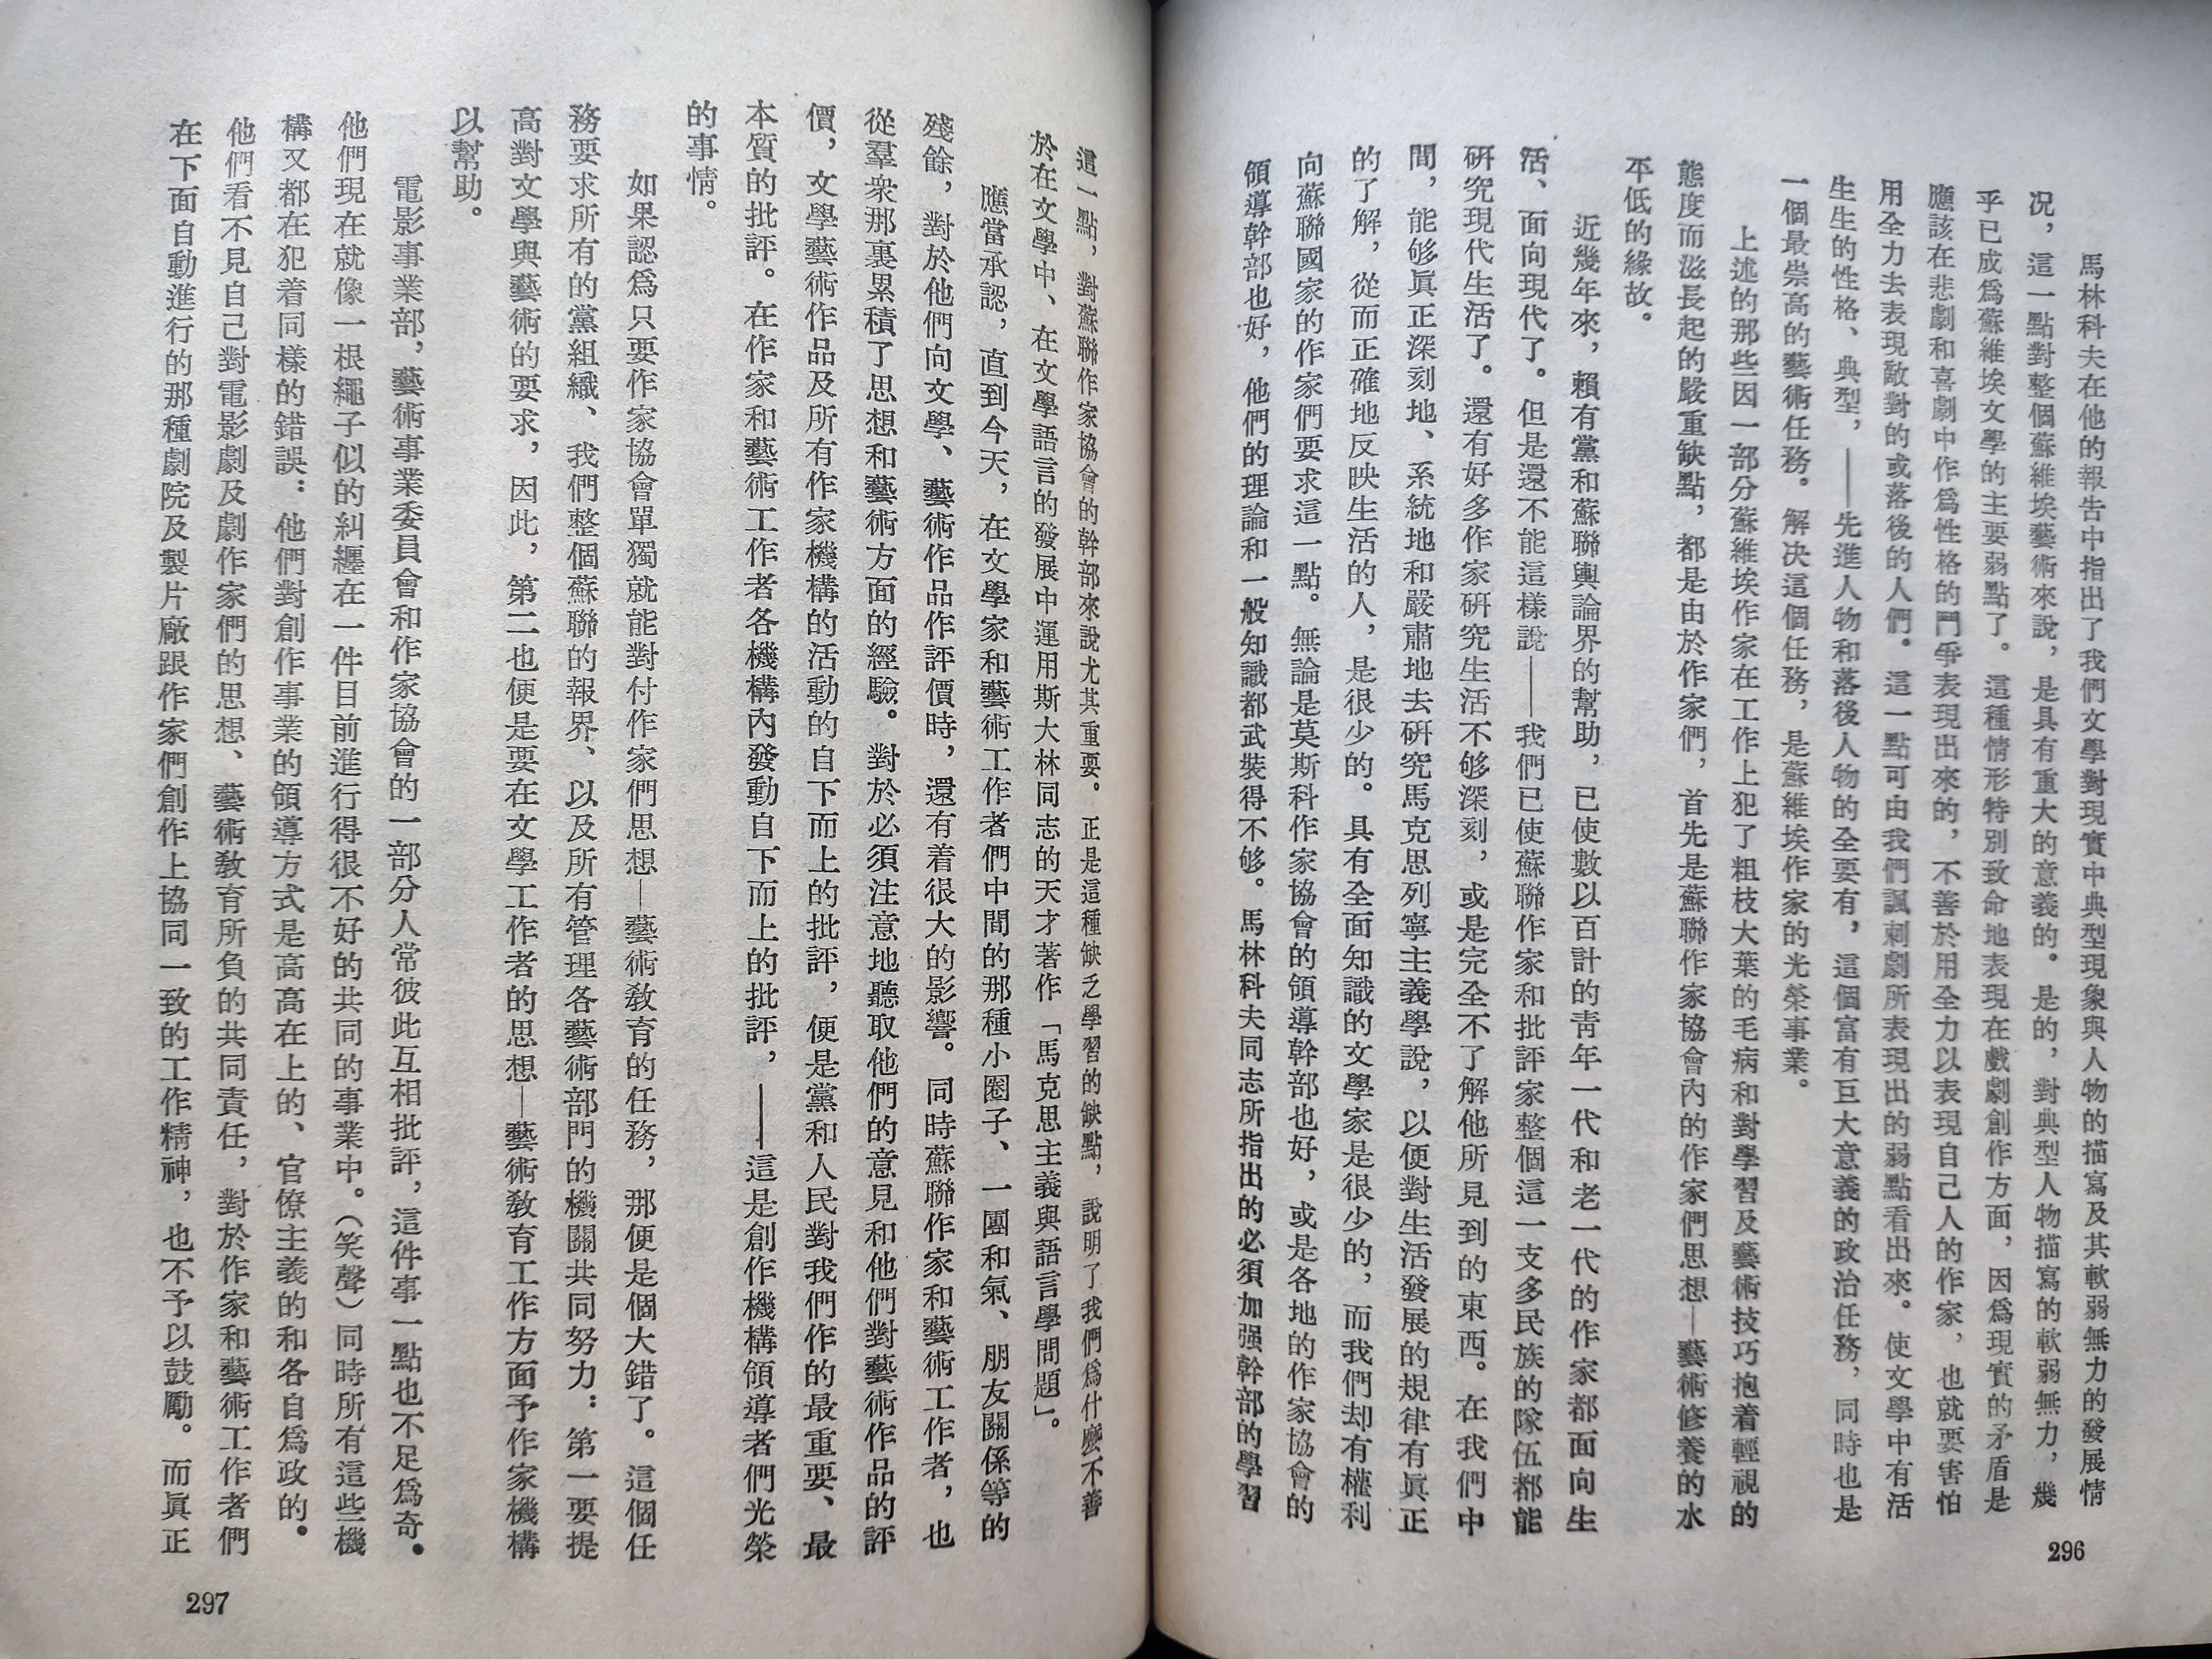 馬林科夫在他的報告中指出了我們文學對現實中典型現象與人物的描寫及其軟弱無力的發展情
况，這一點對整個蘇維埃藝術來說，是具有重大的意義的。是的，對典型人物描寫的軟弱無力，幾
乎已成爲蘇維埃文學的主要弱點了。這種情形特別致命地表現在戲劇創作方面，因爲現實的矛盾是
應該在悲劇和喜劇中作爲性格的鬥爭表現出來的，不善於用全力以表現自己人的作家，也就要害怕
用全力去表現敵對的或落後的人們。這一點可由我們諷刺劇所表現出的弱點看出來。使文學中有活
生生的性格、典型，——先進人物和落後人物的全要有，這個富有巨大意義的政治任務，同時也是
一個最崇高的藝術任務。解决這個任務，是蘇維埃作家的光榮事業。
上述的那些因一部分蘇維埃作家在工作上犯了粗枝大葉的毛病和對學習及藝術技巧抱着輕視的
態度而滋長起的嚴重缺點，都是由於作家們，首先是蘇聯作家協會內的作家們思想—藝術修養的水
平低的緣故。
近幾年來，賴有黨和蘇聯輿論界的幫助，已使數以百計的靑年一代和老一代的作家都面向生
活、面向現代了。但是還不能這樣說——我們已使蘇聯作家和批評家整個這一支多民族的隊伍都能
硏究現代生活了。還有好多作家硏究生活不够深刻，或是完全不了解他所見到的東西。在我們中
間，能够眞正深刻地、系統地和嚴肅地去硏究馬克思列寧主義學說，以便對生活發展的規律有眞正
的了解，從而正確地反映生活的人，是很少的。具有全面知識的文學家是很少的，而我們却有權利
向蘇聯國家的作家們要求這一點。無論是莫斯科作家協會的領導幹部也好，或是各地的作家協會的
領導幹部也好，他們的理論和一般知識都武裝得不够。馬林科夫同志所指出的必須加强幹部的學習
296
這一點，對蘇聯作家協會的幹部來說尤其重要。正是這種缺乏學習的缺點，說明了我們爲什麽不善
於在文學中、在文學語言的發展中運用斯大林同志的天才著作「馬克思主義與語言學問題」。
應當承認，直到今天，在文學家和藝術工作者們中間的那種小圈子、一團和氣、朋友關係等的
殘餘，對於他們向文學、藝術作品作評價時，還有着很大的影響。同時蘇聯作家和藝術工作者，也
從羣衆那裏累積了思想和藝術方面的經驗。對於必須注意地聽取他們的意見和他們對藝術作品的評
價，文學藝術作品及所有作家機構的活動的自下而上的批評，便是黨和人民對我們作的最重要、最
本質的批評。在作家和藝術工作者各機構內發動自下而上的批評，——這是創作機構領導者們光榮
的事情。
如果認爲只要作家協會單獨就能對付作家們思想—藝術敎育的任務，那便是個大錯了。這個任
務要求所有的黨組織、我們整個蘇聯的報界、以及所有管理各藝術部門的機關共同努力：第一要提
高對文學與藝術的要求，因此，第二也便是要在文學工作者的思想—藝術敎育工作方面予作家機構
以幫助。
電影事業部，藝術事業委員會和作家協會的一部分人常彼此互相批評，這件事一點也不足爲奇。
他們現在就像一根繩子似的糾纒在一件目前進行得很不好的共同的事業中。（笑聲）同時所有這些機
構又都在犯着同樣的錯誤：他們對創作事業的領導方式是高高在上的、官僚主義的和各自爲政的。
他們看不見自己對電影劇及劇作家們的思想、藝術敎育所負的共同責任，對於作家和藝術工作者們
在下面自動進行的那種劇院及製片廠跟作家們創作上協同一致的工作精神，也不予以鼓勵。而眞正
297